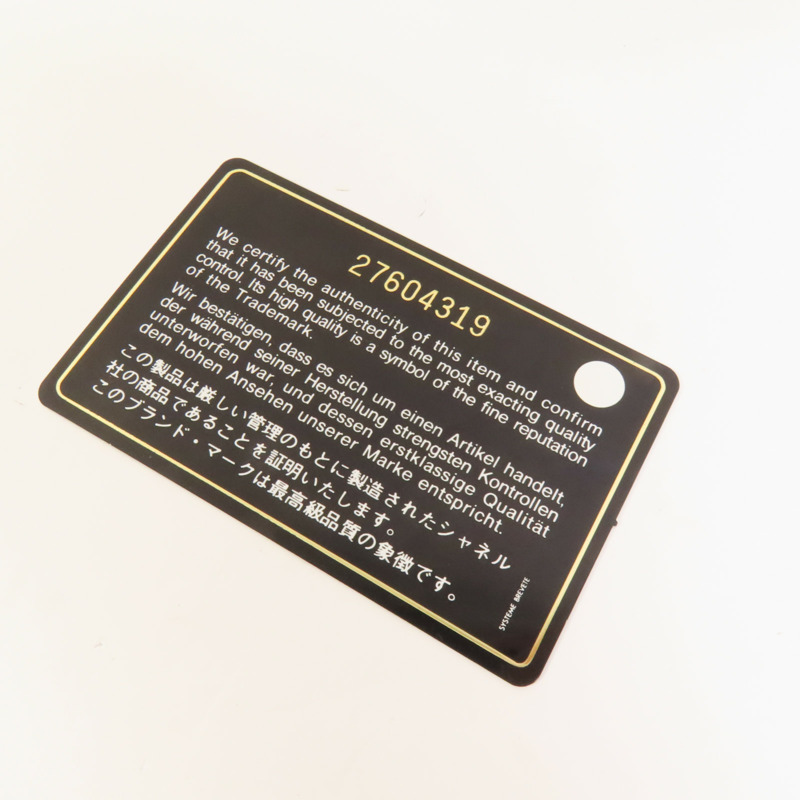 27604319
We certify the authenticity of this item and confirm
that it has been subjected to the most exacting quality
control. Its high quality is a symbol of the fine reputation
of the Trademark.
Wir bestätigen, dass es sich um einen Artikel handelt,
der während seiner Herstellung strengsten Kontrollen
unterworfen war, und dessen erstklassige Qualität
dem hohen Ansehen unserer Marke entspricht.
この製品は厳しい管理のもとに製造されたシャネル
社の商品であることを証明いたします。
このブランド・マークは最高級品質の象徴です。
SYSTEME BREVETE